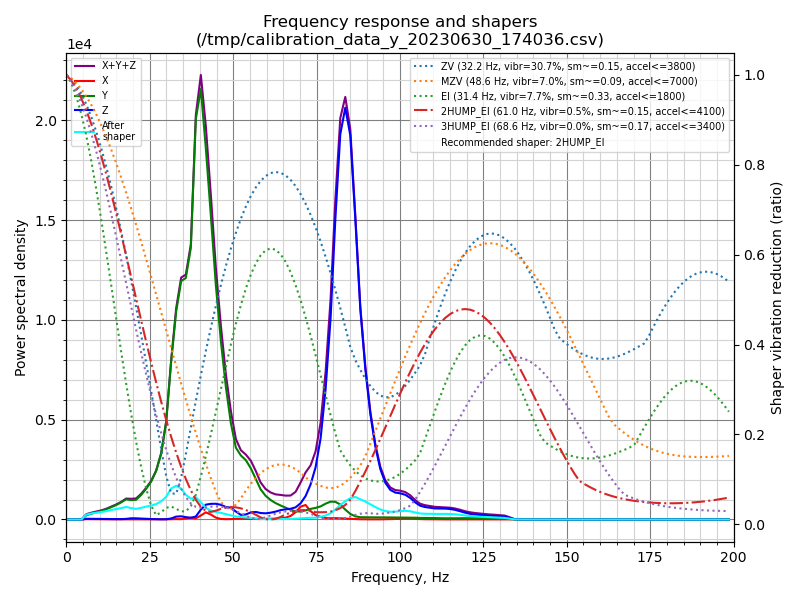 Frequency response and shapers
(/tmp/calibration_data_y_20230630_174036.csv)
1e4
X+Y+Z
X
Y
Z
After
shaper
ZV (32.2 Hz, vibr=30.7%, sm~=0.15, accel<=3800)
MZV (48.6 Hz, vibr=7.0%, sm~=0.09, accel<=7000)
EI (31.4 Hz, vibr=7.7%, sm~=0.33, accel<=1800)
2HUMP_EI (61.0 Hz, vibr=0.5%, sm~=0.15, accel<=4100)
3HUMP_EI (68.6 Hz, vibr=0.0%, sm~=0.17, accel<=3400)
Recommended shaper: 2HUMP_EI
Power spectral density
2.0
1.5
1.0
0.5
0.0
1.0
0.8
0.6
0.4
0.2
0.0
Shaper vibration reduction (ratio)
0 25 50 75 100 125 150 175 200
Frequency, Hz